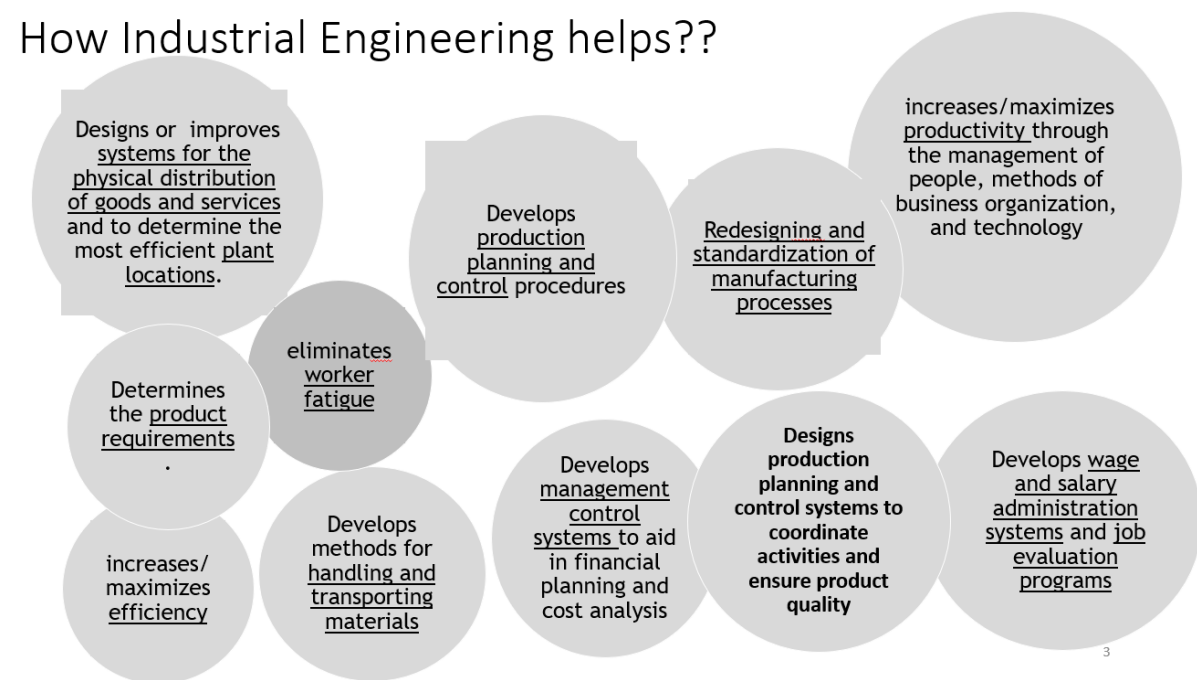 How Industrial Engineering helps??
Designs or  improves
systems for the
physical distribution
of goods and services
and to determine the
most efficient plant
locations.
Develops
production
planning and
control procedures
Redesigning and
standardization of
manufacturing
processes
increases/maximizes
productivity through
the management of
people, methods of
business organization,
and technology
eliminates
worker
fatigue
Determines
the product
requirements
.
increases/
maximizes
efficiency
Develops
methods for
handling and
transporting
materials
Develops
management
control
systems to aid
in financial
planning and
cost analysis
Designs
production
planning and
control systems to
coordinate
activities and
ensure product
quality
Develops wage
and salary
administration
systems and job
evaluation
programs
3